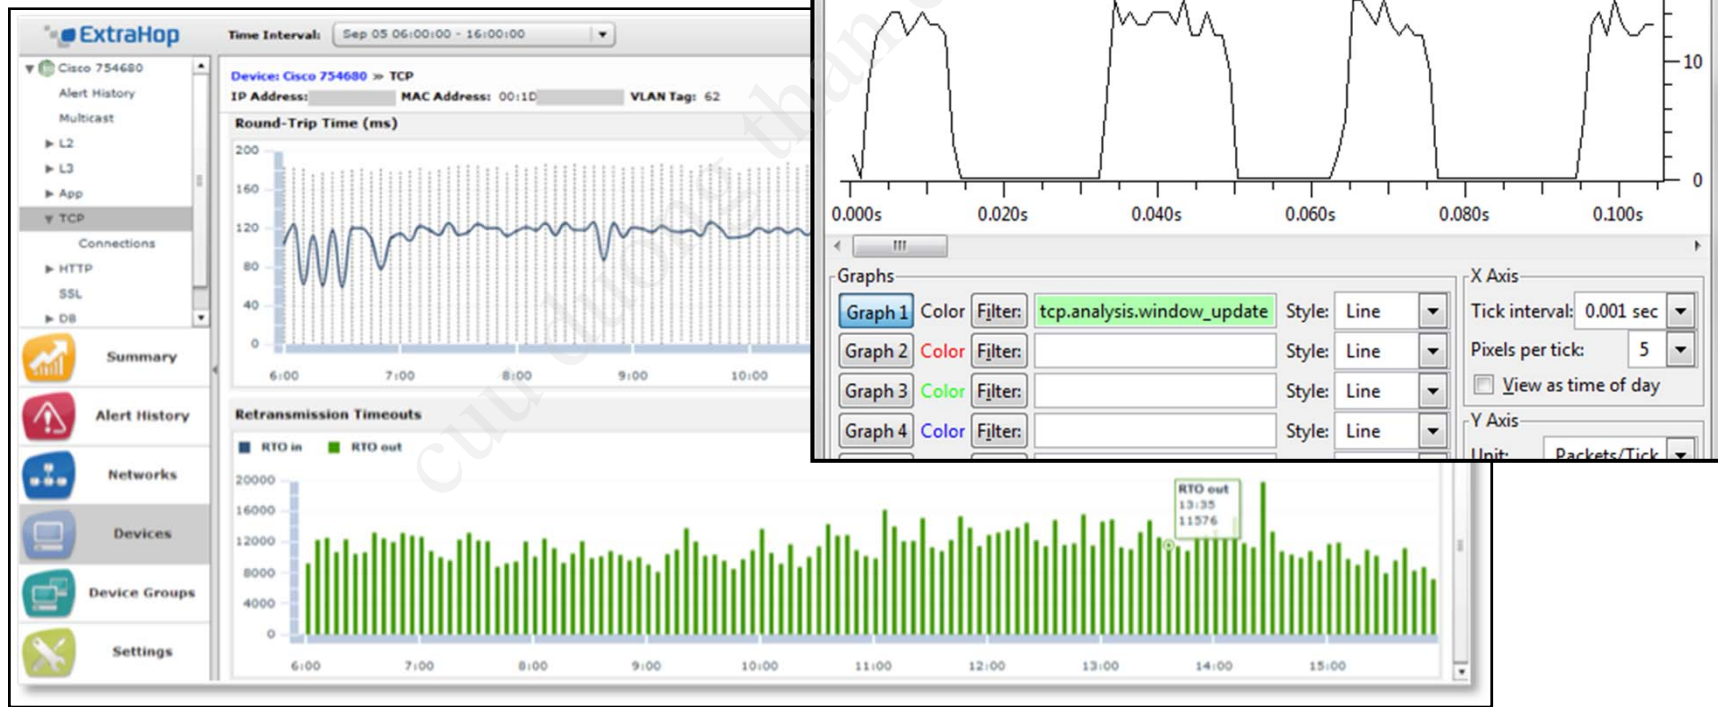 ExtraHop
Time Interval: Sep 05 06:00:00 - 16:00:00
Cisco 754680
Alert History
Multicast
L2
L3
App
TCP
Connections
HTTP
SSL
DB
Summary
Alert History
Networks
Devices
Device Groups
Settings
Device: Cisco 754680 » TCP
IP Address: MAC Address: 00:1D VLAN Tag: 62
Round-Trip Time (ms)
200
160
120
80
40
0
6:00 7:00 8:00 9:00 10:00
Retransmission Timeouts
RTO in RTO out
20000
16000
12000
8000
4000
0
RTO out
13:35
11576
6:00 7:00 8:00 9:00 10:00 11:00 12:00 13:00 14:00 15:00
10
0
0.000s 0.020s 0.040s 0.060s 0.080s 0.100s
Graphs
Graph 1 Color Filter: tcp.analysis.window_update Style: Line
Graph 2 Color Filter: Style: Line
Graph 3 Color Filter: Style: Line
Graph 4 Color Filter: Style: Line
X Axis
Tick interval: 0.001 sec
Pixels per tick: 5
View as time of day
Y Axis
Unit: Packets/Tick
cuu duong than